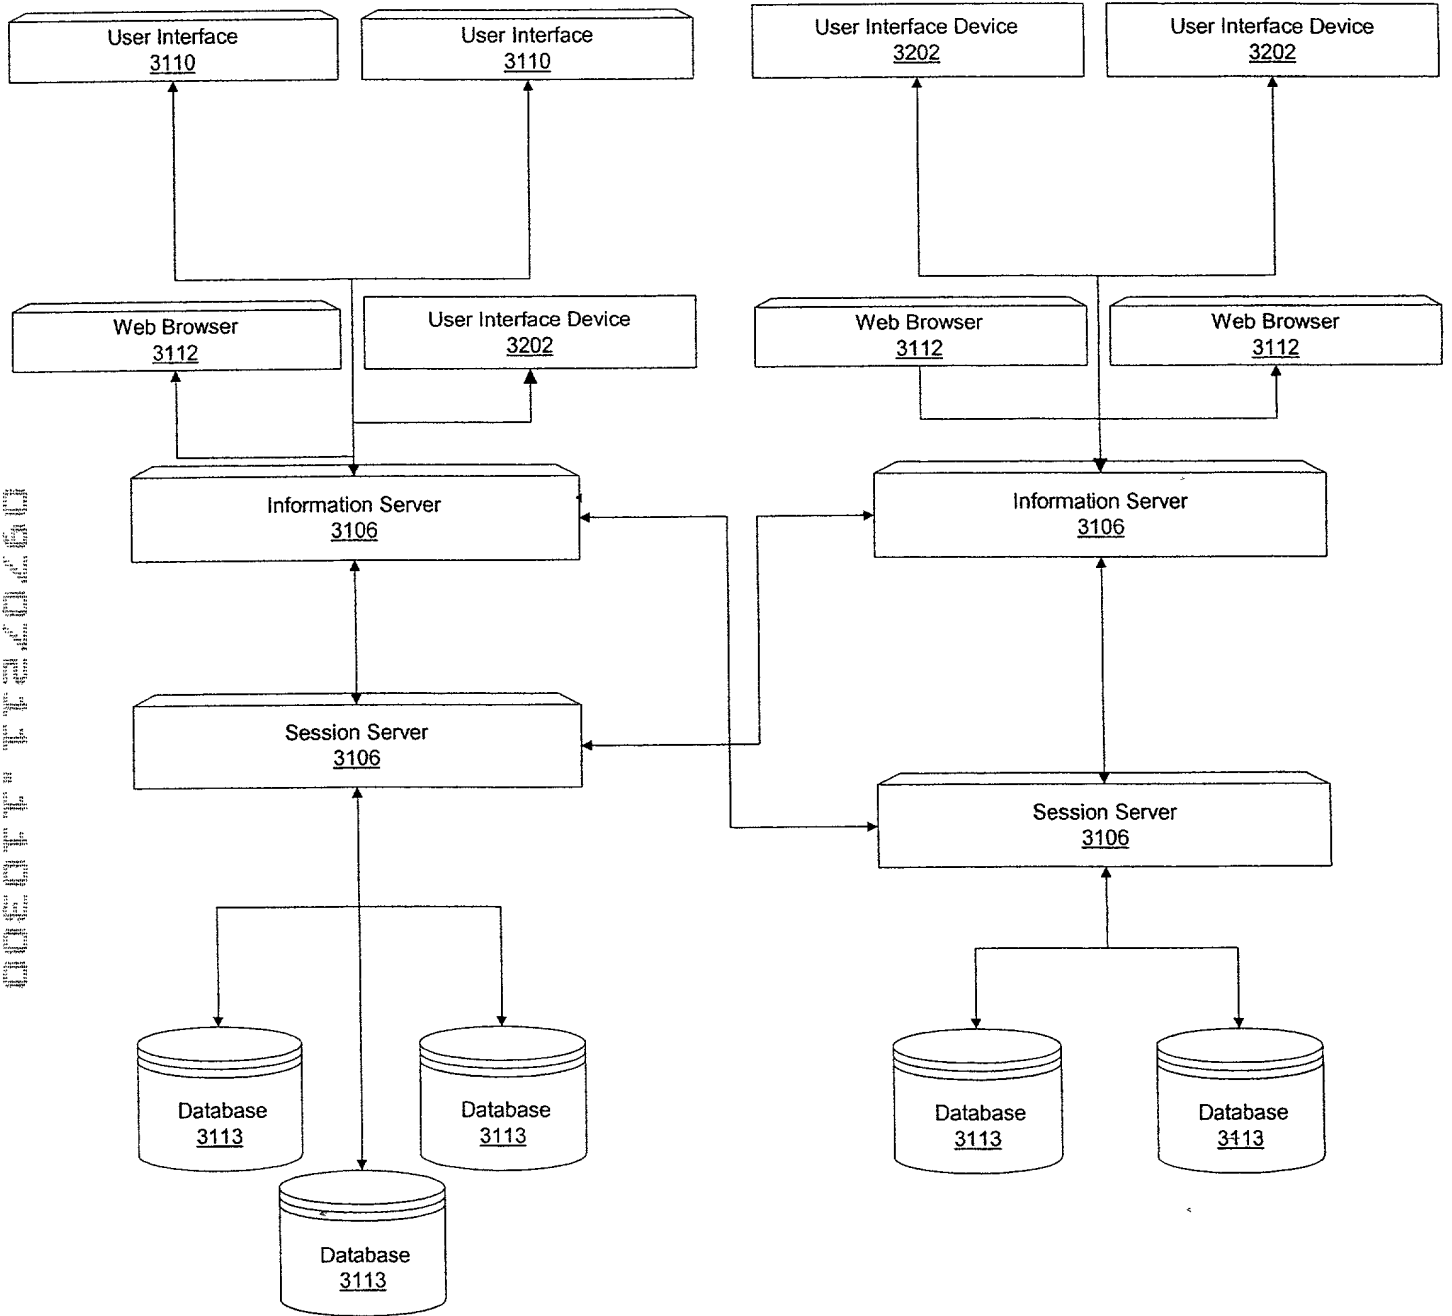 User Interface
3110
User Interface
3110
User Interface Device
3202
User Interface Device
3202
Web Browser
3112
User Interface Device
3202
Web Browser
3112
Web Browser
3112
Information Server
3106
Information Server
3106
Session Server
3106
Session Server
3106
Database
3113
Database
3113
Database
3113
Database
3113
Database
3113